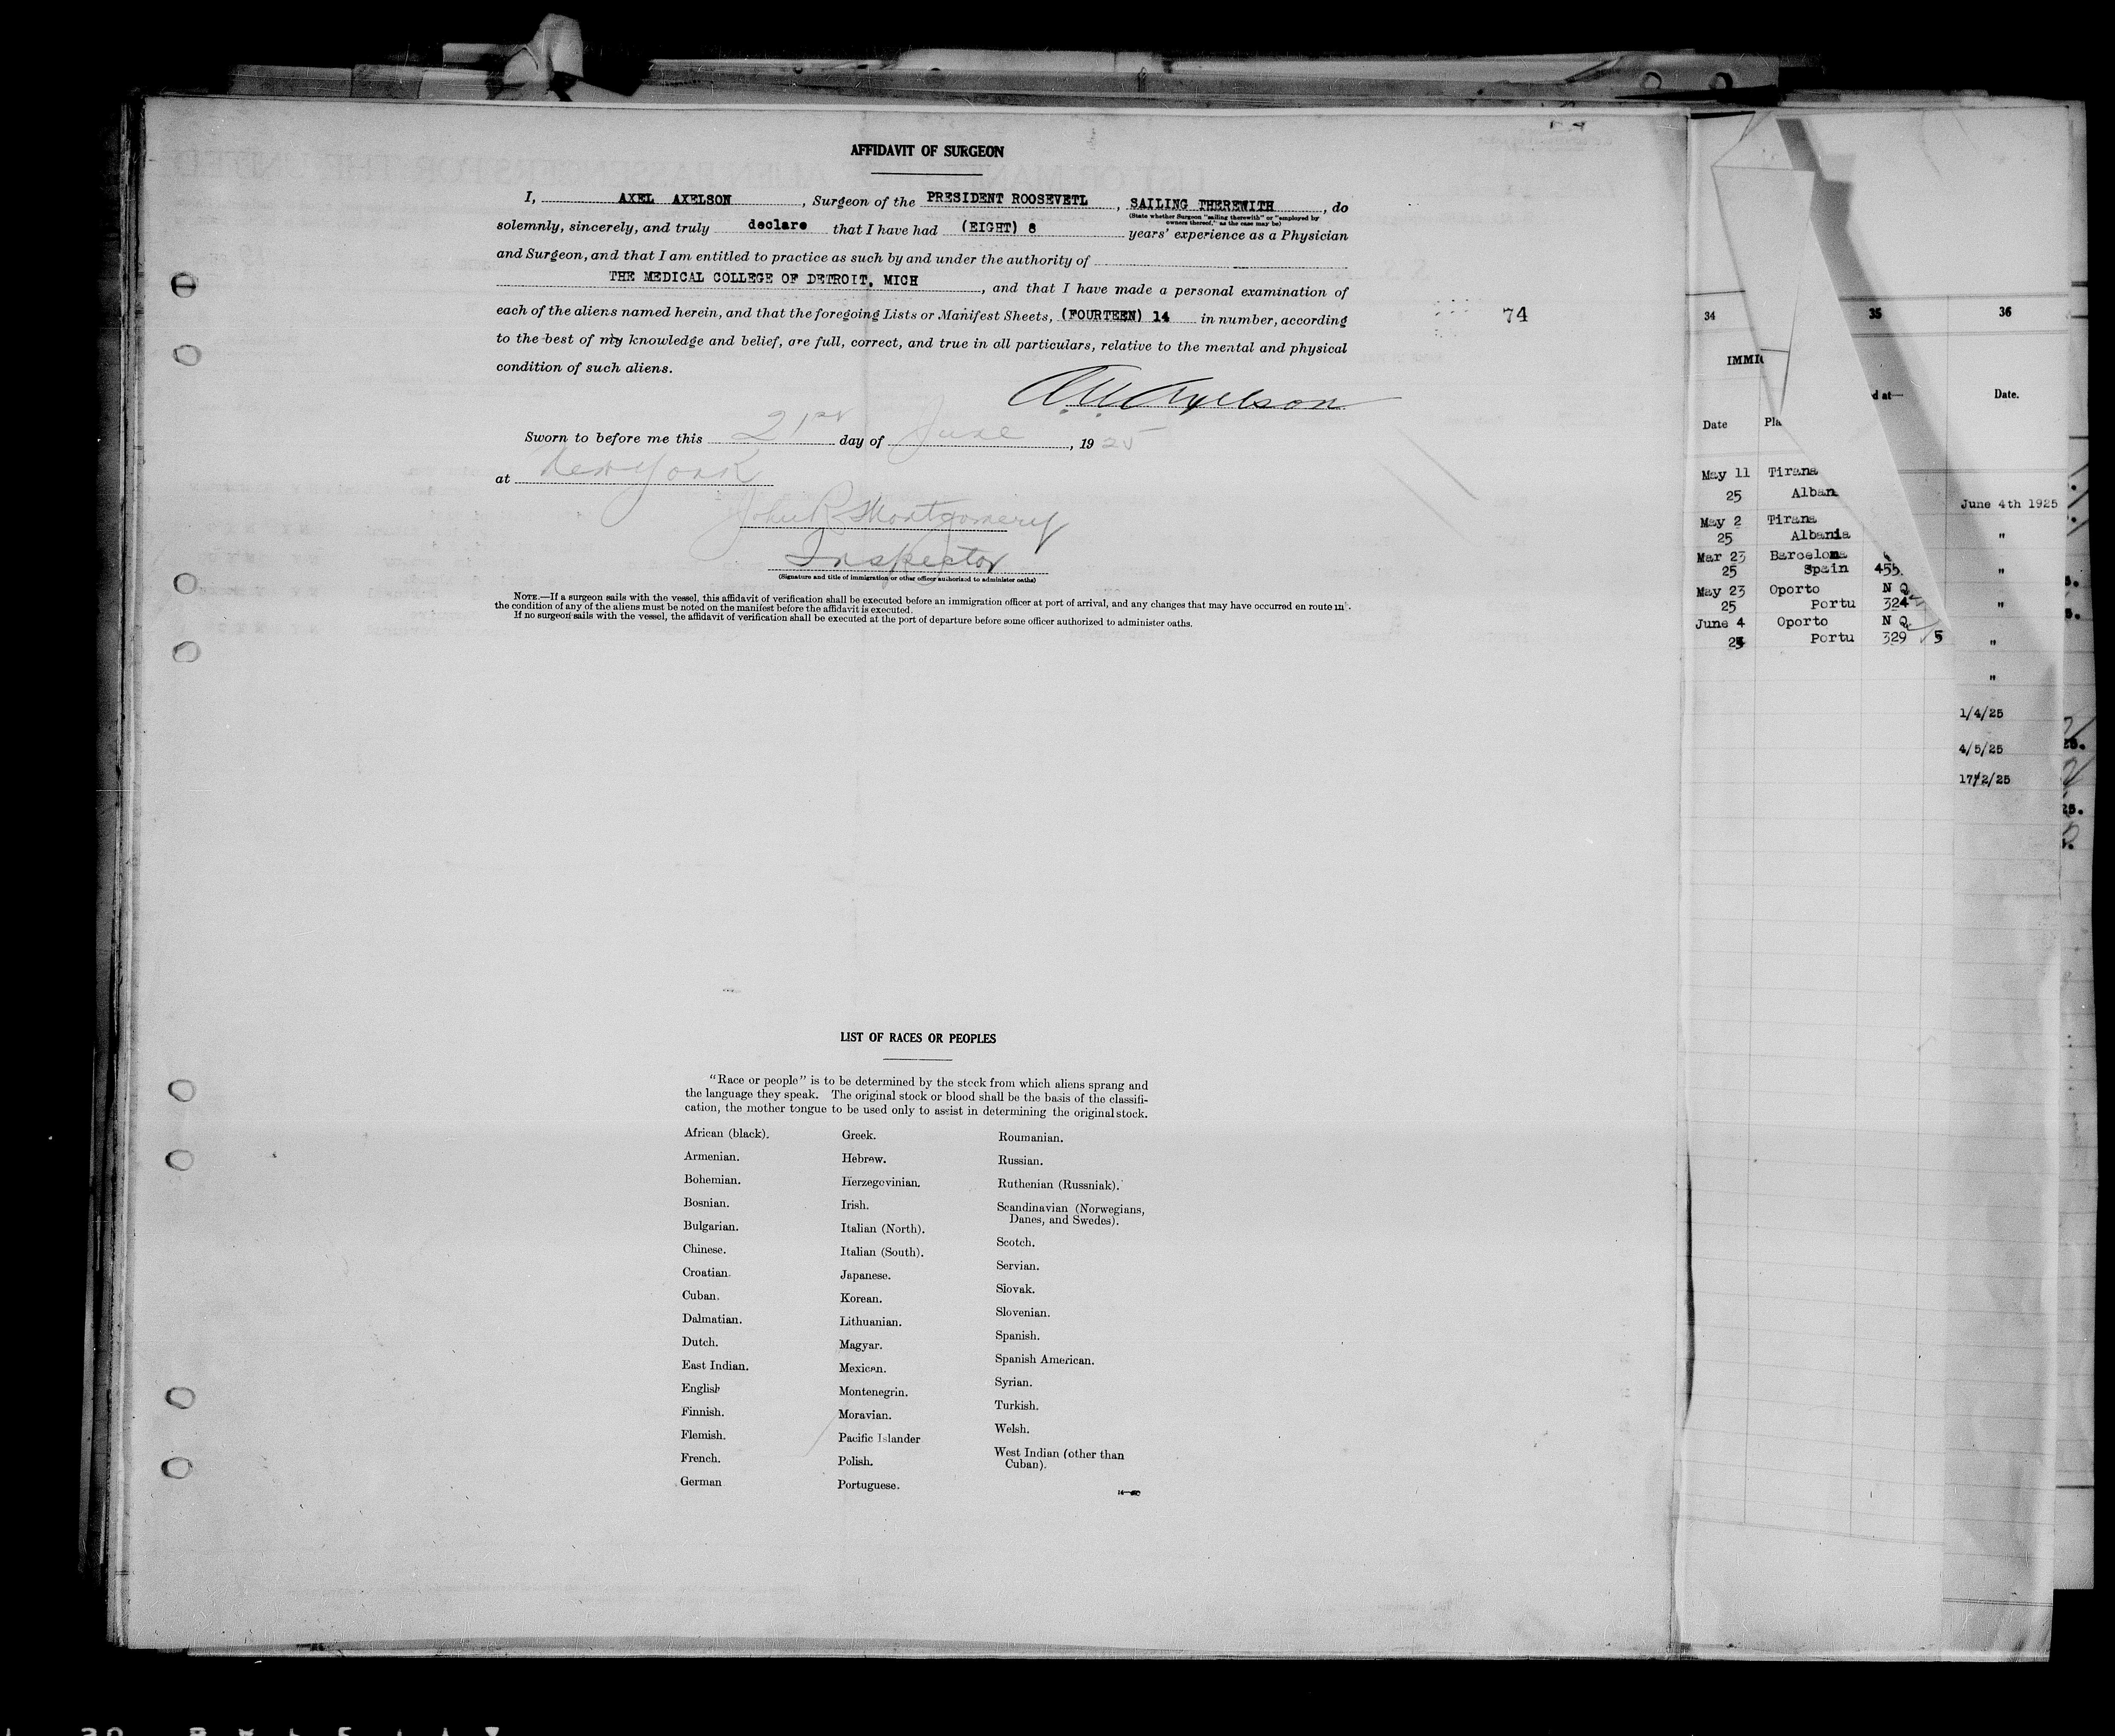 AFFIDAVIT OF SURGEON
I, AXEL AXELSON, Surgeon of the PRESIDENT ROOSEVETL, SAILING THEREWITH, do
(State whether Surgeon "sailing therewith" or "employed by
owners thereof," as the case may be)
solemnly, sincerely, and truly declare that I have had (EIGHT) 8 years' experience as a Physician
and Surgeon, and that I am entitled to practice as such by and under the authority of
THE MEDICAL COLLEGE OF DETROIT, MICH, and that I have made a personal examination of
each of the aliens named herein, and that the foregoing Lists or Manifest Sheets, (FOURTEEN) 14 in number, according
to the best of my knowledge and belief, are full, correct, and true in all particulars, relative to the mental and physical
condition of such aliens.
A. W. Axelson
Sworn to before me this 21st day of June, 1925
at New York
John R Montgomery
Inspector
(Signature and title of immigration or other officer authorized to administer oaths)
NOTE.—If a surgeon sails with the vessel, this affidavit of verification shall be executed before an immigration officer at port of arrival, and any changes that may have occurred en route in
the condition of any of the aliens must be noted on the manifest before the affidavit is executed.
If no surgeon sails with the vessel, the affidavit of verification shall be executed at the port of departure before some officer authorized to administer oaths.
74
LIST OF RACES OR PEOPLES
"Race or people" is to be determined by the stock from which aliens sprang and
the language they speak. The original stock or blood shall be the basis of the classifi-
cation, the mother tongue to be used only to assist in determining the original stock.
African (black).
Armenian.
Bohemian.
Bosnian.
Bulgarian.
Chinese.
Croatian.
Cuban.
Dalmatian.
Dutch.
East Indian.
English
Finnish.
Flemish.
French.
German
Greek.
Hebrew.
Herzegovinian.
Irish.
Italian (North).
Italian (South).
Japanese.
Korean.
Lithuanian.
Magyar.
Mexican.
Montenegrin.
Moravian.
Pacific Islander
Polish.
Portuguese.
Roumanian.
Russian.
Ruthenian (Russniak).
Scandinavian (Norwegians,
Danes, and Swedes).
Scotch.
Servian.
Slovak.
Slovenian.
Spanish.
Spanish American.
Syrian.
Turkish.
Welsh.
West Indian (other than
Cuban).
34 35 36
IMMI
d at— Date.
Date Pla
May 11 Tirana
25 Alban June 4th 1925
May 2 Tirana
25 Albania "
Mar 23 Barcelona
25 Spain 455. "
May 23 Oporto N Q
25 Portu 324 "
June 4 Oporto N Q
25 Portu 329 5 "
"
1/4/25
4/5/25
17/2/25